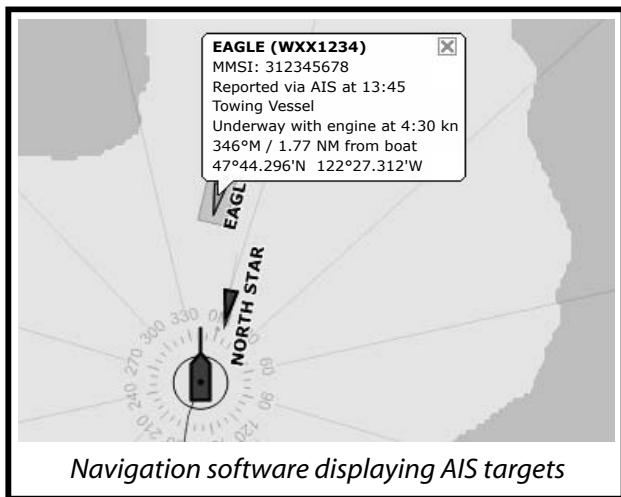 EAGLE (WXX1234)
MMSI: 312345678
Reported via AIS at 13:45
Towing Vessel
Underway with engine at 4:30 kn
346°M / 1.77 NM from boat
47°44.296'N 122°27.312'W
EAGLE
NORTH STAR
330
300
270
240
210
120
90
60
Navigation software displaying AIS targets